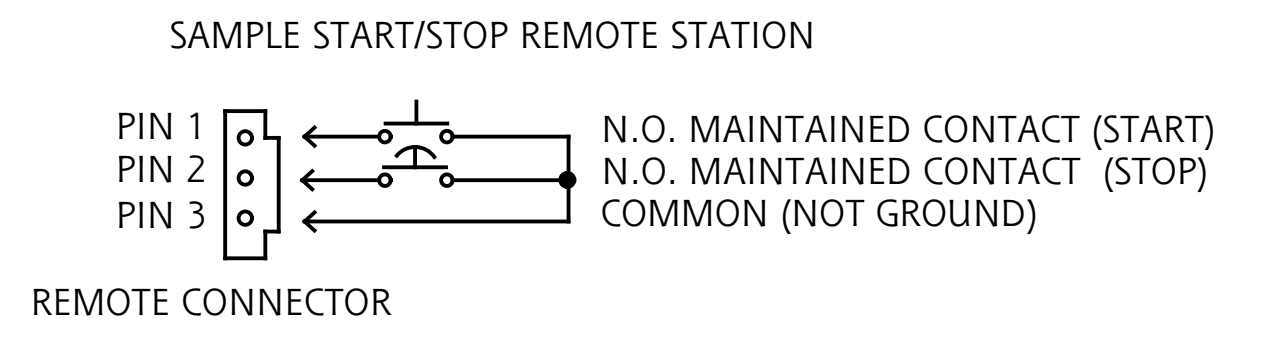 SAMPLE START/STOP REMOTE STATION
PIN 1 N.O. MAINTAINED CONTACT (START)
PIN 2 N.O. MAINTAINED CONTACT (STOP)
PIN 3 COMMON (NOT GROUND)
REMOTE CONNECTOR